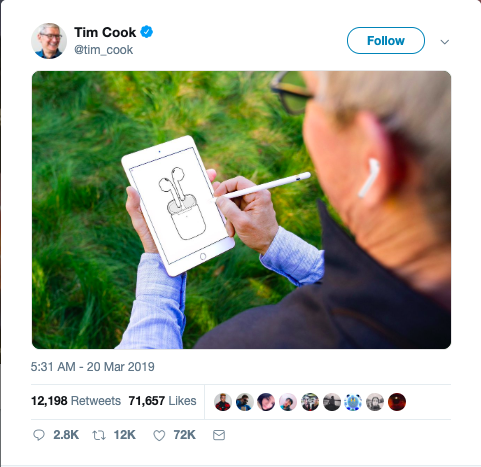 Tim Cook
@tim_cook
Follow
5:31 AM - 20 Mar 2019
12,198 Retweets 71,657 Likes
2.8K 12K 72K